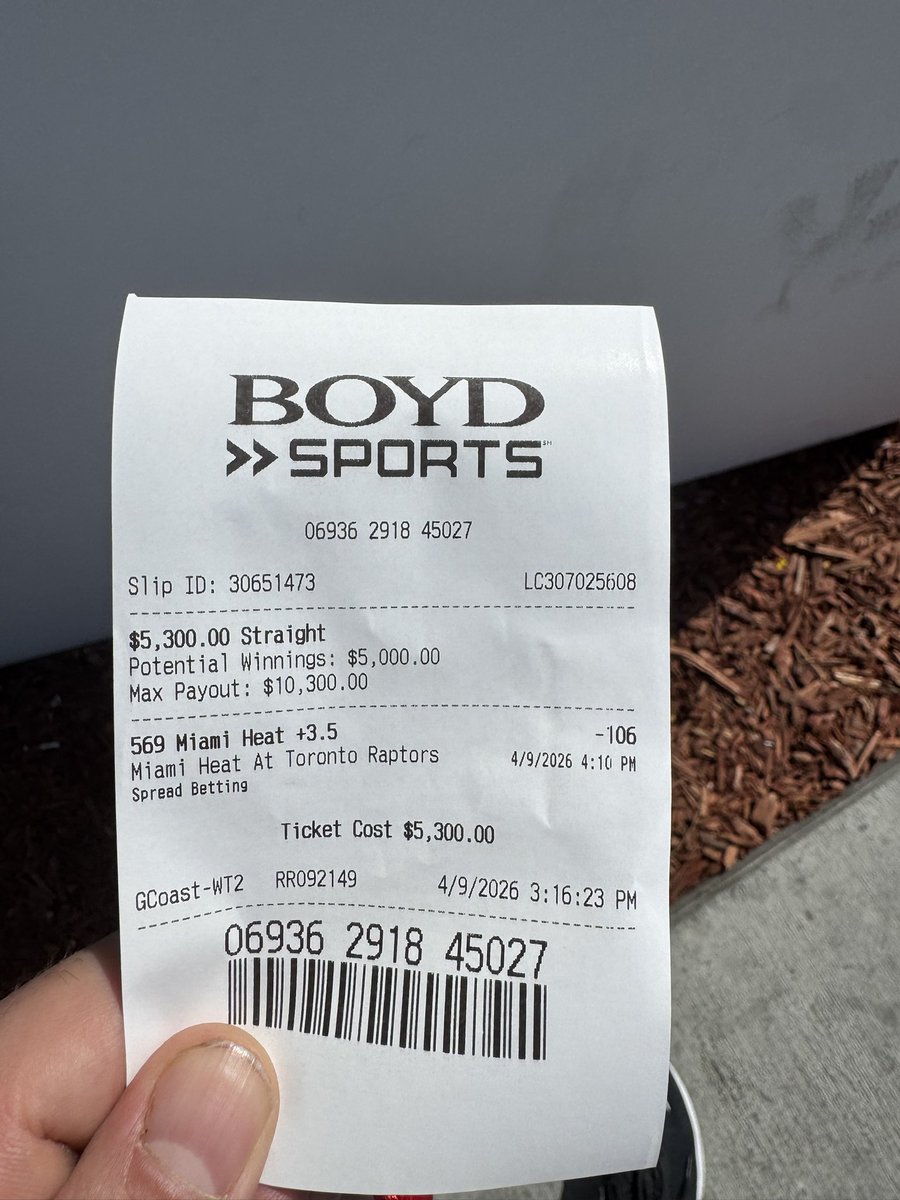 BOYD
SPORTS℠
06936 2918 45027
Slip ID: 30651473 LC307025608
$5,300.00 Straight
Potential Winnings: $5,000.00
Max Payout: $10,300.00
569 Miami Heat +3.5 -106
Miami Heat At Toronto Raptors 4/9/2026 4:10 PM
Spread Betting
Ticket Cost $5,300.00
GCoast-WT2 RR092149 4/9/2026 3:16:23 PM
06936 2918 45027